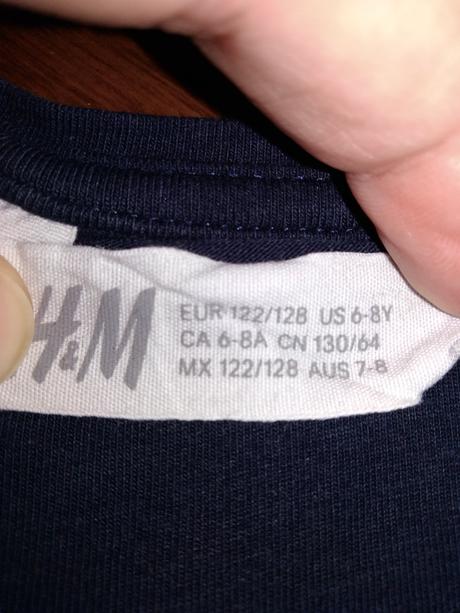 H&M
EUR 122/128 US 6-8Y
CA 6-8A CN 130/64
MX 122/128 AUS 7-8